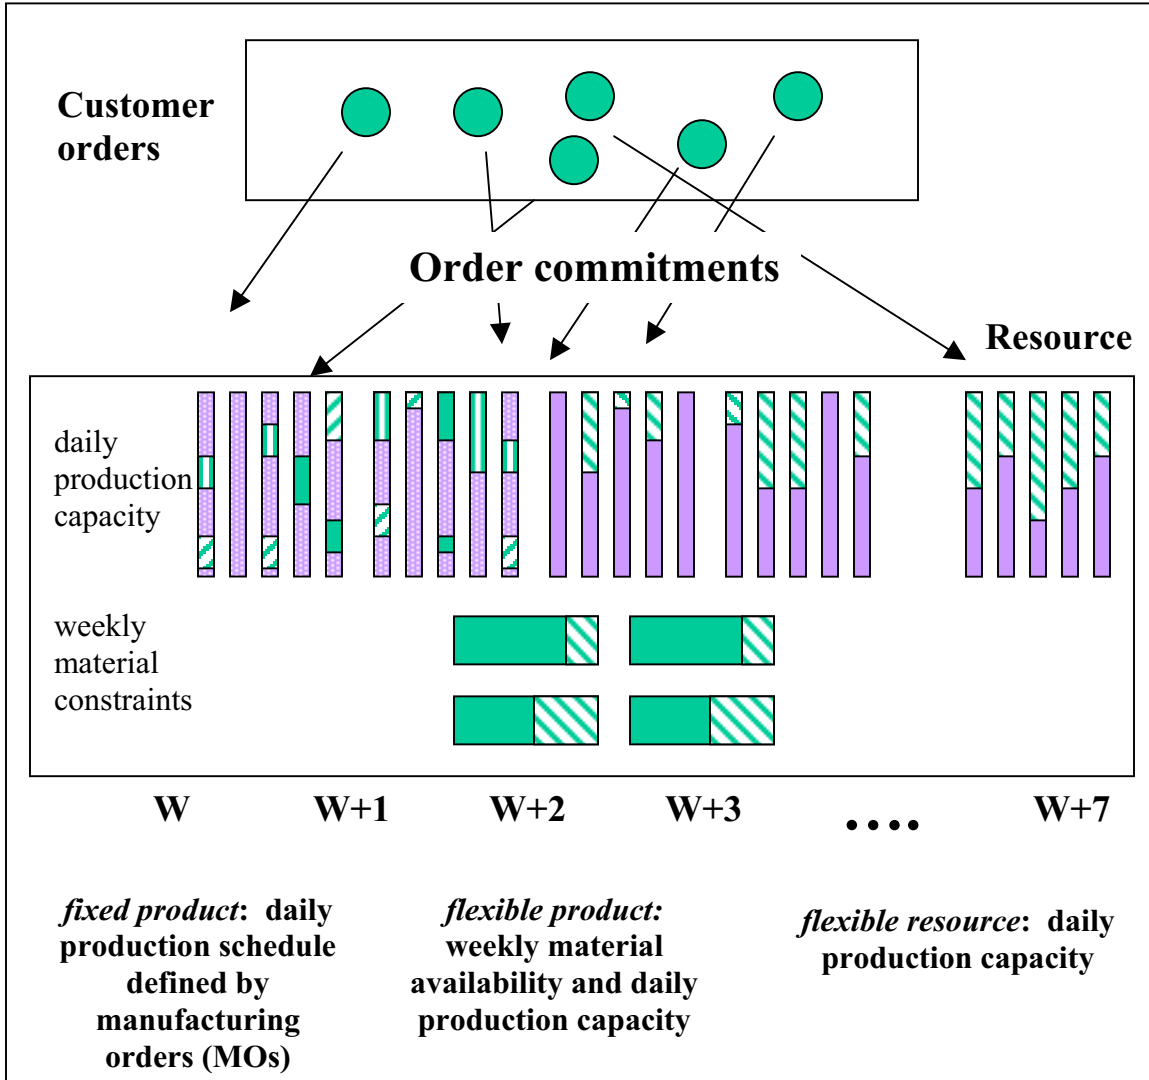 Customer
orders
Order commitments
Resource
daily
production
capacity
weekly
material
constraints
W
W+1
W+2
W+3
....
W+7
fixed product: daily
production schedule
defined by
manufacturing
orders (MOs)
flexible product:
weekly material
availability and daily
production capacity
flexible resource: daily
production capacity